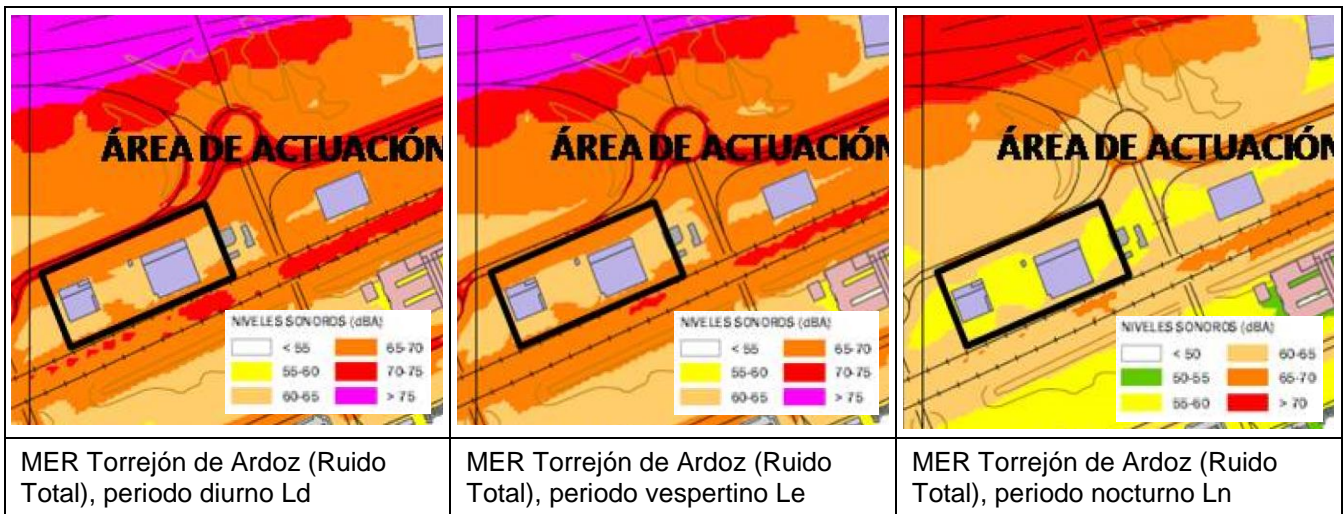 ÁREA DE ACTUACIÓN
NIVELES SONOROS (dBA)
< 55
65-70
55-60
70-75
60-65
> 75
ÁREA DE ACTUACIÓN
NIVELES SONOROS (dBA)
< 55
65-70
55-60
70-75
60-65
> 75
ÁREA DE ACTUACIÓN
NIVELES SONOROS (dBA)
< 50
60-65
50-55
65-70
55-60
> 70
MER Torrejón de Ardoz (Ruido
Total), periodo diurno Ld
MER Torrejón de Ardoz (Ruido
Total), periodo vespertino Le
MER Torrejón de Ardoz (Ruido
Total), periodo nocturno Ln